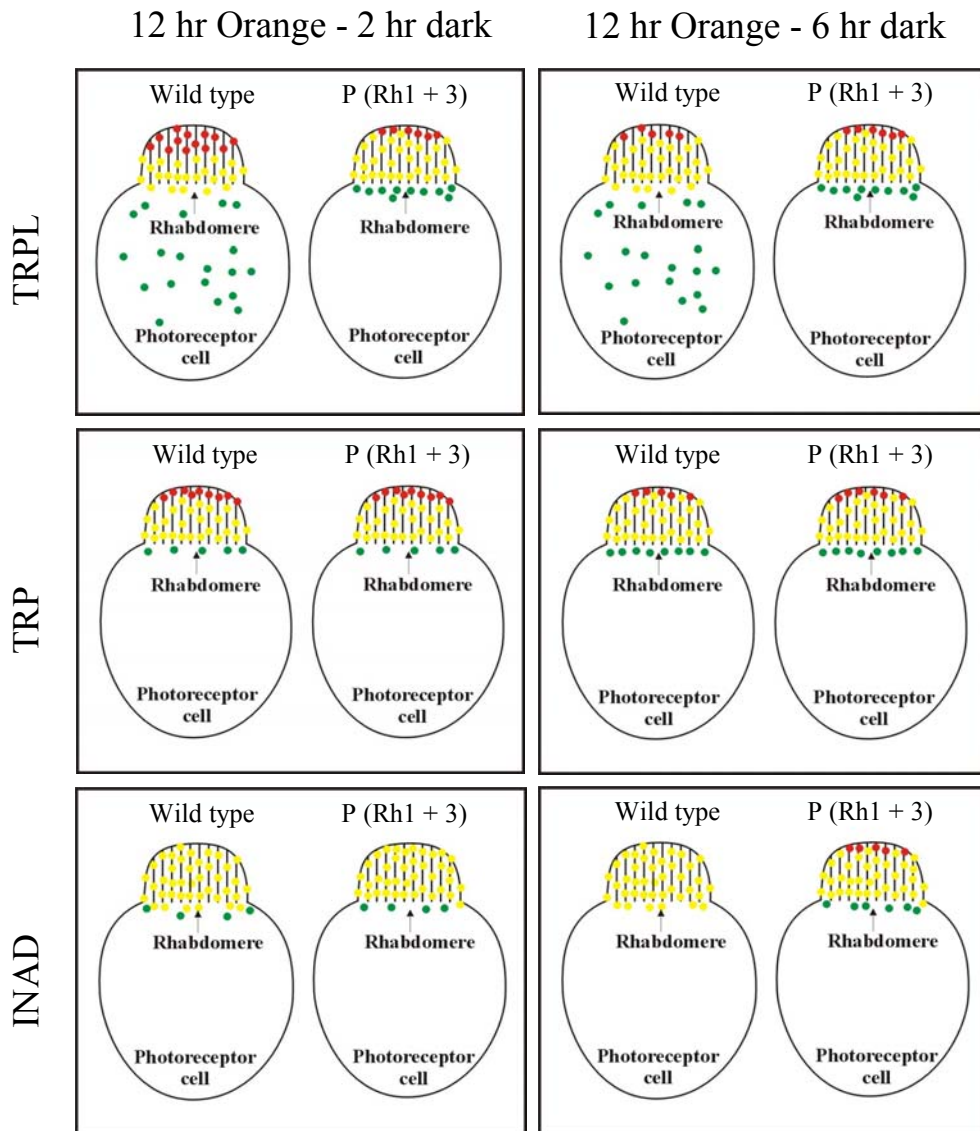 12 hr Orange - 2 hr dark
12 hr Orange - 6 hr dark
TRPL
Wild type
P (Rh1 + 3)
Rhabdomere
Rhabdomere
Photoreceptor
cell
Photoreceptor
cell
Wild type
P (Rh1 + 3)
Rhabdomere
Rhabdomere
Photoreceptor
cell
Photoreceptor
cell
TRP
Wild type
P (Rh1 + 3)
Rhabdomere
Rhabdomere
Photoreceptor
cell
Photoreceptor
cell
Wild type
P (Rh1 + 3)
Rhabdomere
Rhabdomere
Photoreceptor
cell
Photoreceptor
cell
INAD
Wild type
P (Rh1 + 3)
Rhabdomere
Rhabdomere
Photoreceptor
cell
Photoreceptor
cell
Wild type
P (Rh1 + 3)
Rhabdomere
Rhabdomere
Photoreceptor
cell
Photoreceptor
cell